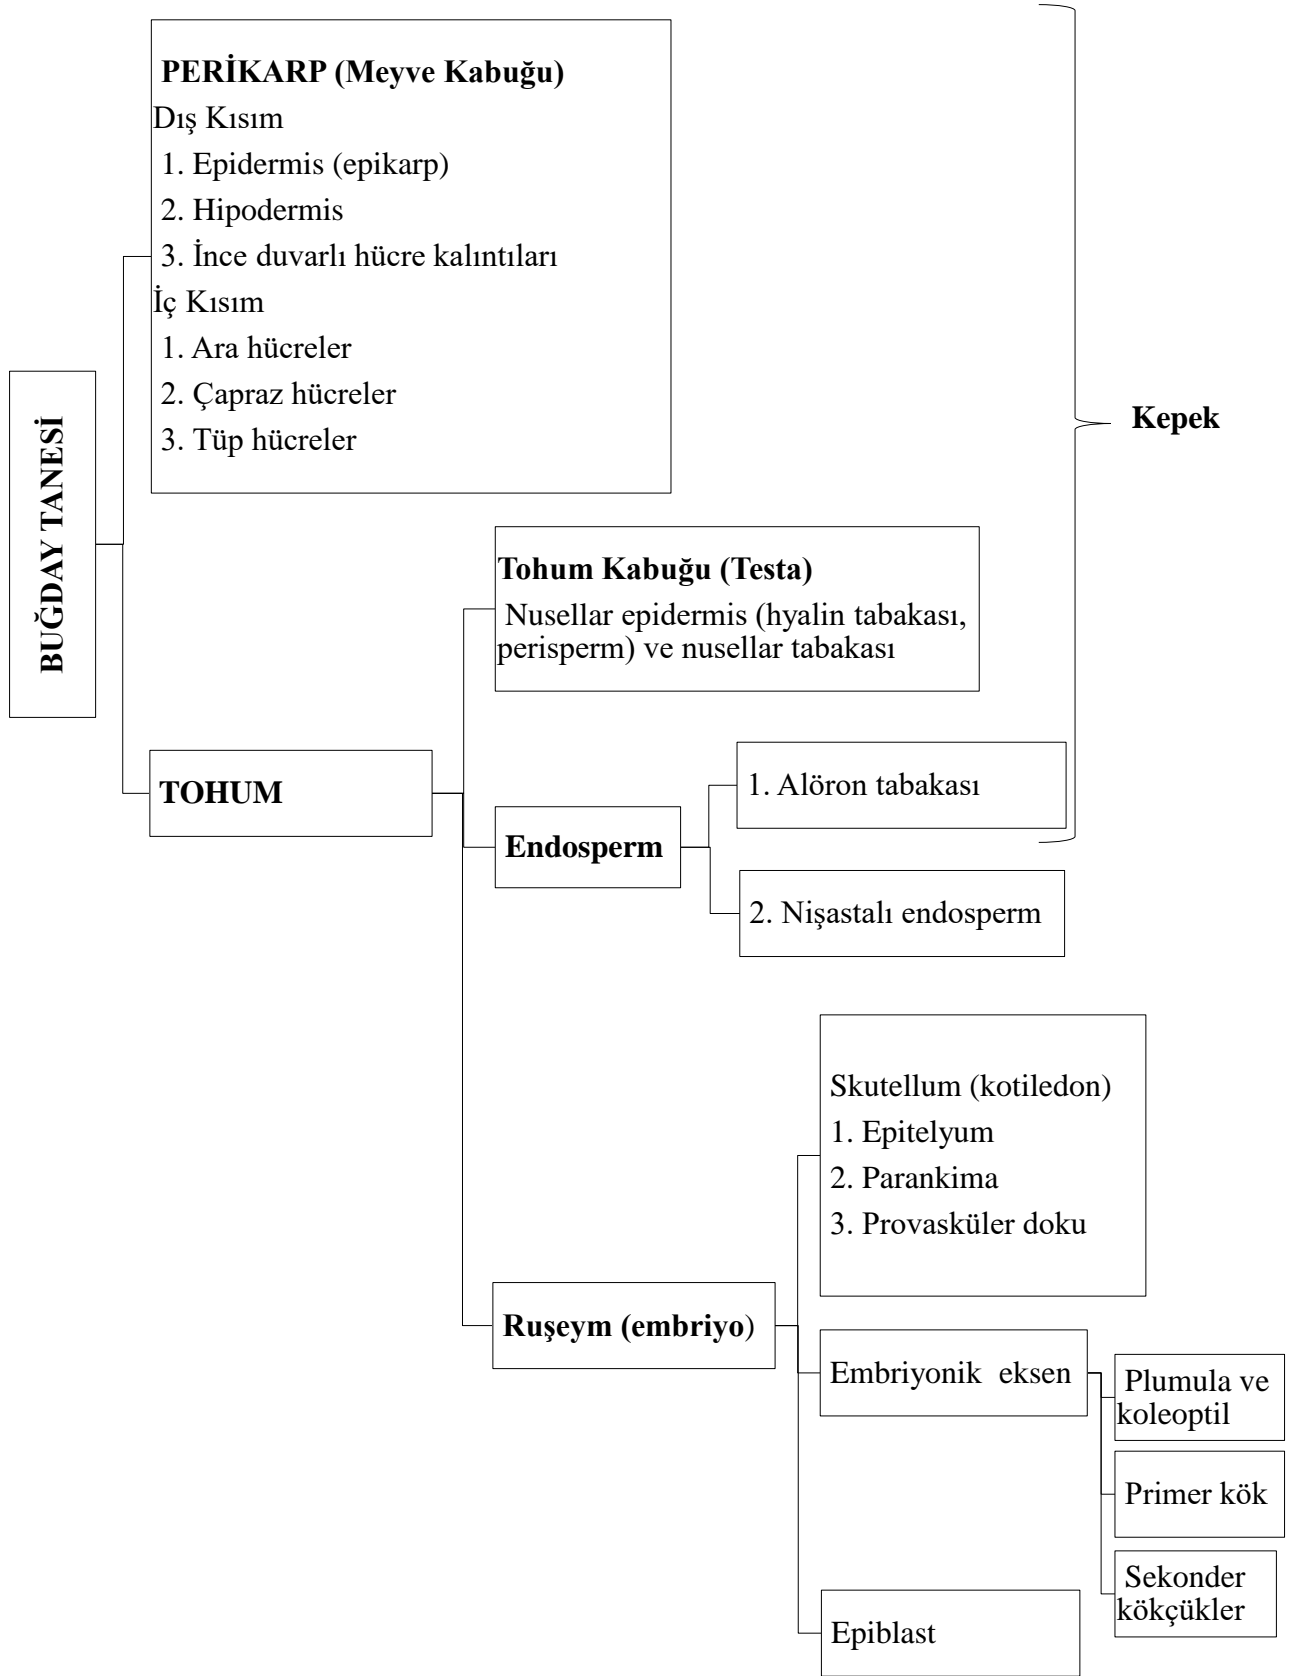 PERİKARP (Meyve Kabuğu)
Dış Kısım
1. Epidermis (epikarp)
2. Hipodermis
3. İnce duvarlı hücre kalıntıları
İç Kısım
1. Ara hücreler
2. Çapraz hücreler
3. Tüp hücreler
Kepek
BUĞDAY TANESİ
Tohum Kabuğu (Testa)
Nusellar epidermis (hyalin tabakası,
perisperm) ve nusellar tabakası
TOHUM
1. Alöron tabakası
Endosperm
2. Nişastalı endosperm
Skutellum (kotiledon)
1. Epitelyum
2. Parankima
3. Provasküler doku
Ruşeym (embriyo)
Embriyonik eksen
Plumula ve
koleoptil
Primer kök
Sekonder
kökçükler
Epiblast